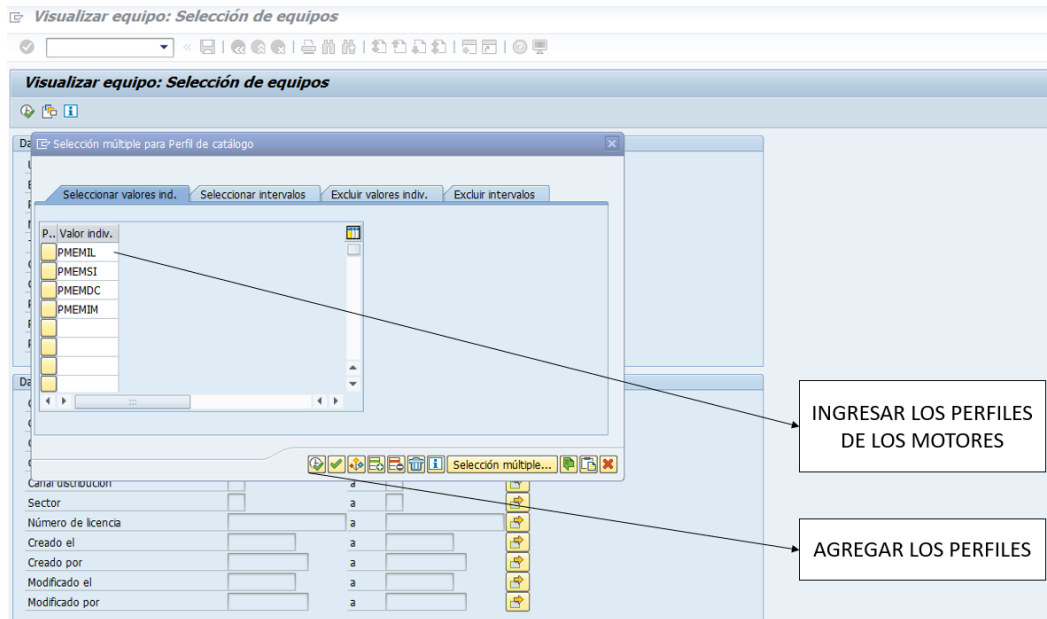 Visualizar equipo: Selección de equipos
Visualizar equipo: Selección de equipos
Da
Selección múltiple para Perfil de catálogo
Seleccionar valores ind.
Seleccionar intervalos
Excluir valores indiv.
Excluir intervalos
P.. Valor indiv.
PMEMIL
PMEMSI
PMEMDC
PMEMIM
Da
INGRESAR LOS PERFILES
DE LOS MOTORES
Selección múltiple...
Canal distribución a
Sector a
Número de licencia a
Creado el a
Creado por a
Modificado el a
Modificado por a
AGREGAR LOS PERFILES